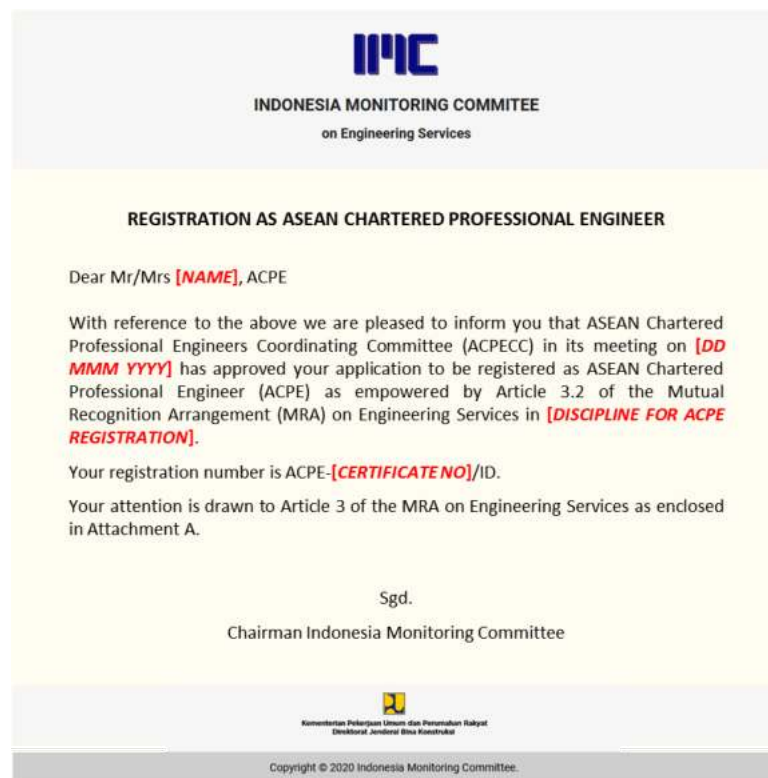 IMC
INDONESIA MONITORING COMMITEE
on Engineering Services
REGISTRATION AS ASEAN CHARTERED PROFESSIONAL ENGINEER
Dear Mr/Mrs [NAME], ACPE
With reference to the above we are pleased to inform you that ASEAN Chartered
Professional Engineers Coordinating Committee (ACPECC) in its meeting on [DD
MMM YYYY] has approved your application to be registered as ASEAN Chartered
Professional Engineer (ACPE) as empowered by Article 3.2 of the Mutual
Recognition Arrangement (MRA) on Engineering Services in [DISCIPLINE FOR ACPE
REGISTRATION].
Your registration number is ACPE-[CERTIFICATE NO]/ID.
Your attention is drawn to Article 3 of the MRA on Engineering Services as enclosed
in Attachment A.
Sgd.
Chairman Indonesia Monitoring Committee
Kementerian Pekerjaan Umum dan Perumahan Rakyat
Direktorat Jenderal Bina Konstruksi
Copyright © 2020 Indonesia Monitoring Committee.